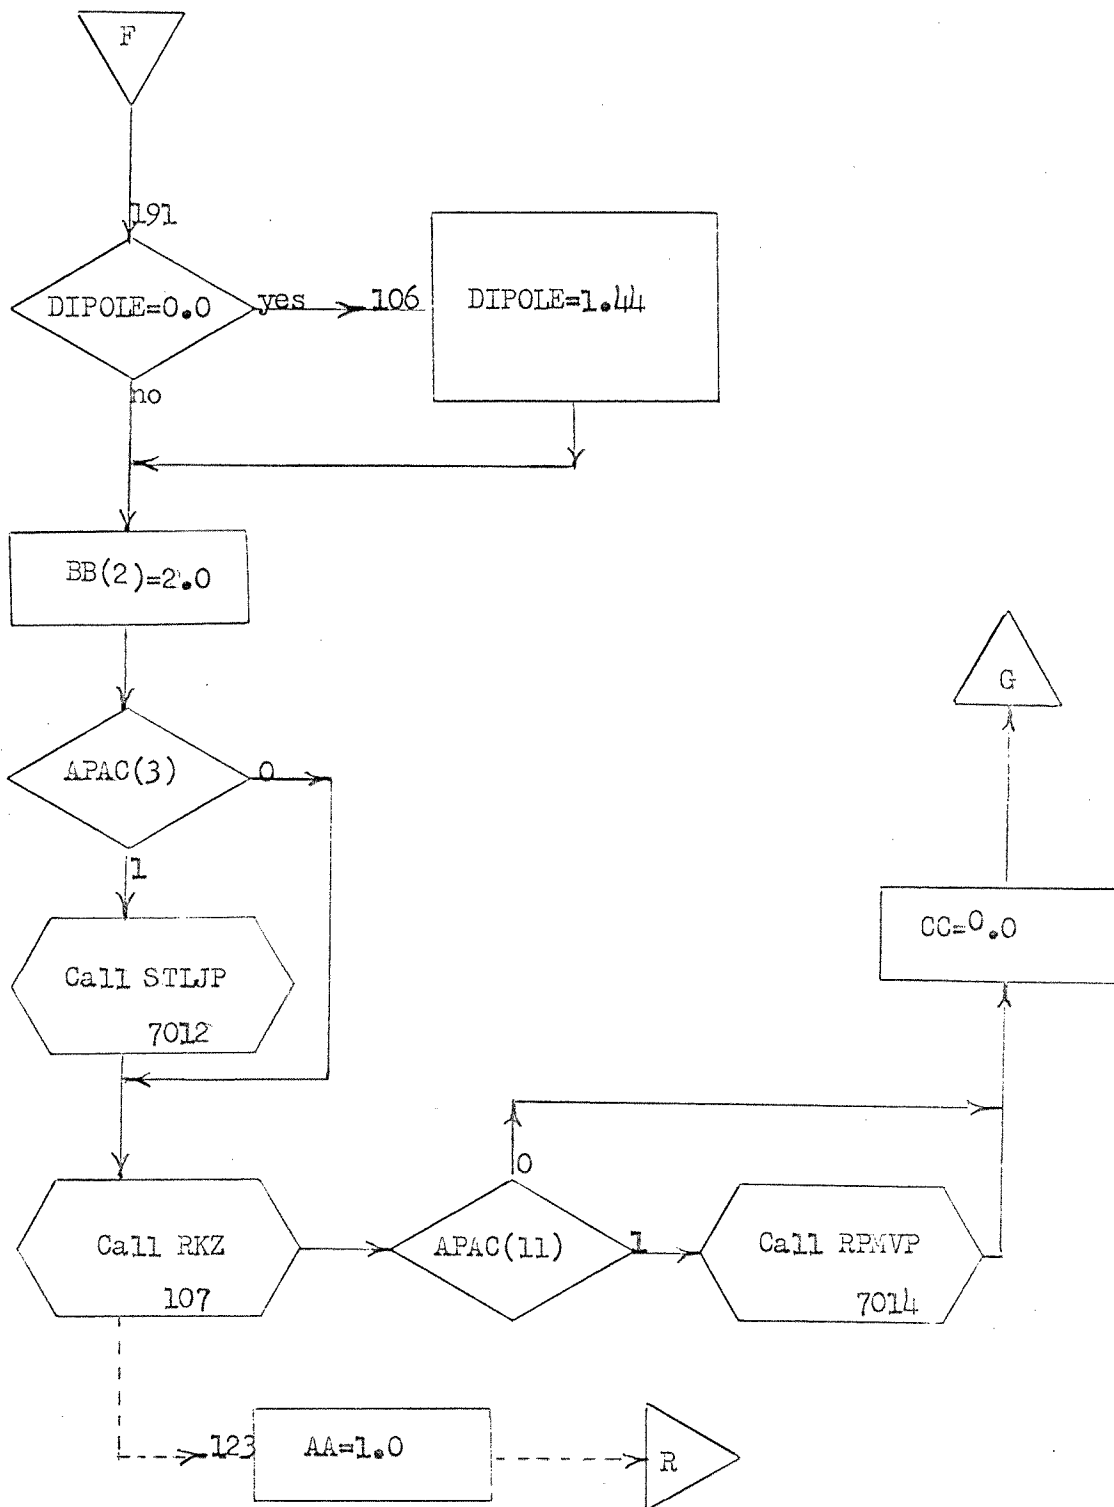 F
191
DIPOLE=0.0
yes
106
DIPOLE=1.44
no
BB(2)=2.0
APAC(3)
0
1
Call STLJP
7012
G
CC=0.0
Call RKZ
107
APAC(11)
0
1
Call RPMVP
7014
123
AA=1.0
R